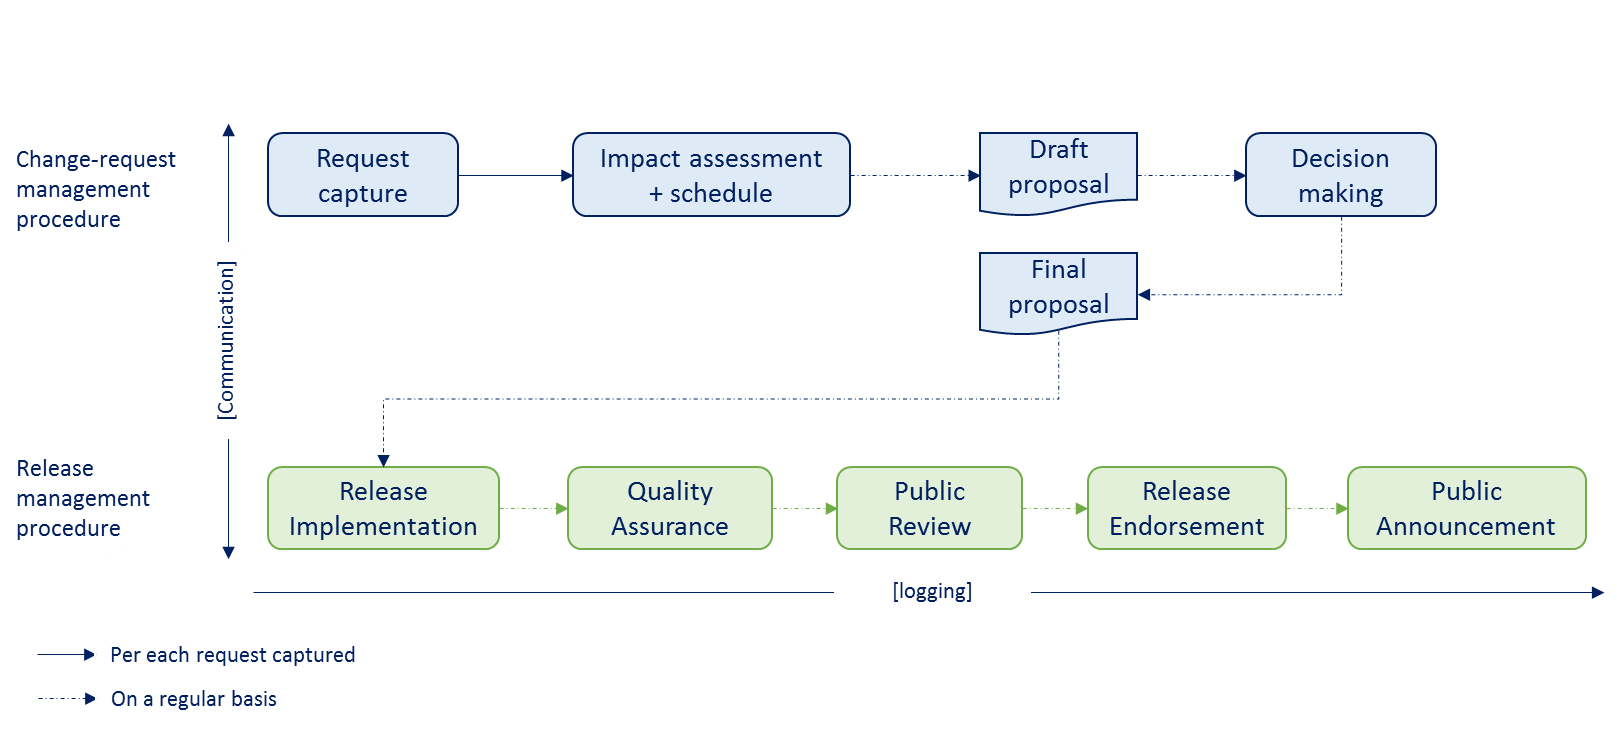 Change-request
management
procedure
Request
capture
Impact assessment
+ schedule
Draft
proposal
Decision
making
Final
proposal
[Communication]
Release
management
procedure
Release
Implementation
Quality
Assurance
Public
Review
Release
Endorsement
Public
Announcement
[logging]
Per each request captured
On a regular basis